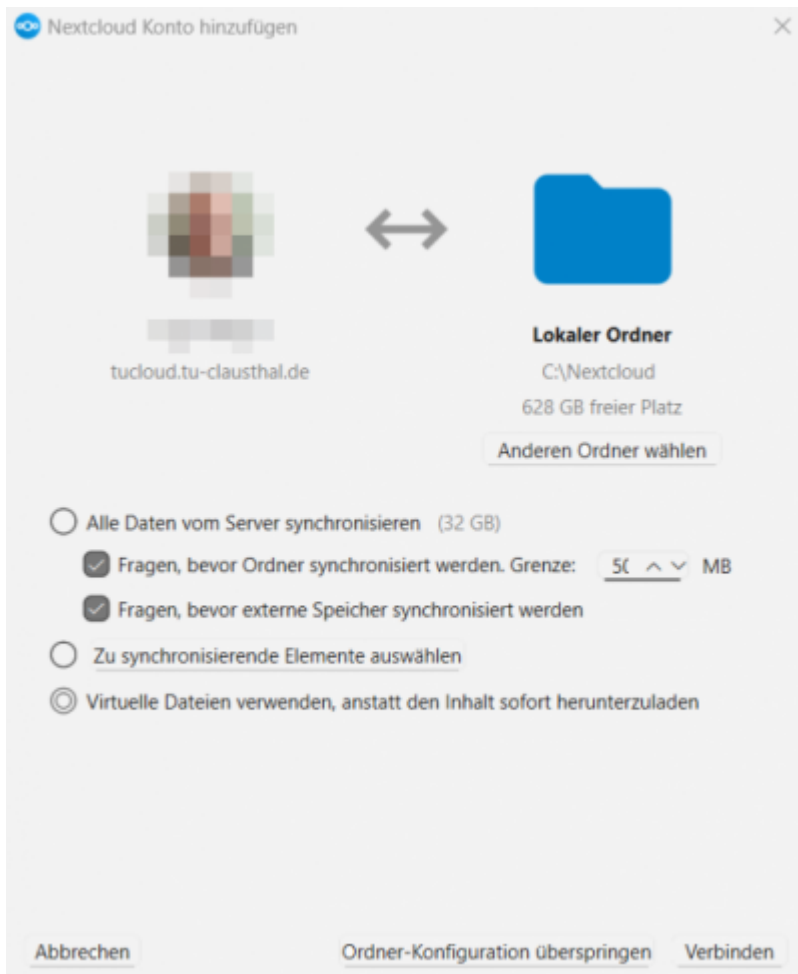 Nextcloud Konto hinzufügen
tucloud.tu-clausthal.de
Lokaler Ordner
C:\Nextcloud
628 GB freier Platz
Anderen Ordner wählen
Alle Daten vom Server synchronisieren (32 GB)
Fragen, bevor Ordner synchronisiert werden. Grenze: MB
Fragen, bevor externe Speicher synchronisiert werden
Zu synchronisierende Elemente auswählen
Virtuelle Dateien verwenden, anstatt den Inhalt sofort herunterzuladen
Abbrechen Ordner-Konfiguration überspringen Verbinden